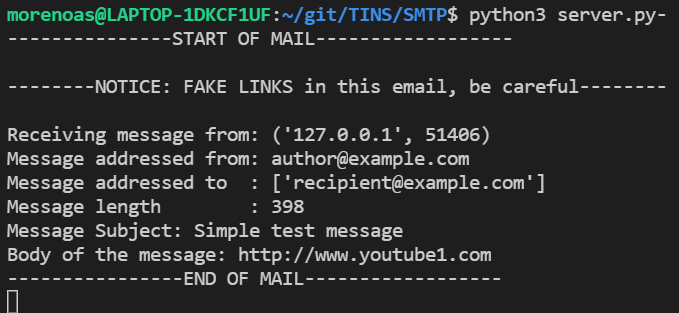 morenoas@LAPTOP-1DKCF1UF:~/git/TINS/SMTP$ python3 server.py-
---------------START OF MAIL------------------
--------NOTICE: FAKE LINKS in this email, be careful--------
Receiving message from: ('127.0.0.1', 51406)
Message addressed from: author@example.com
Message addressed to  : ['recipient@example.com']
Message length        : 398
Message Subject: Simple test message
Body of the message: http://www.youtube1.com
----------------END OF MAIL------------------